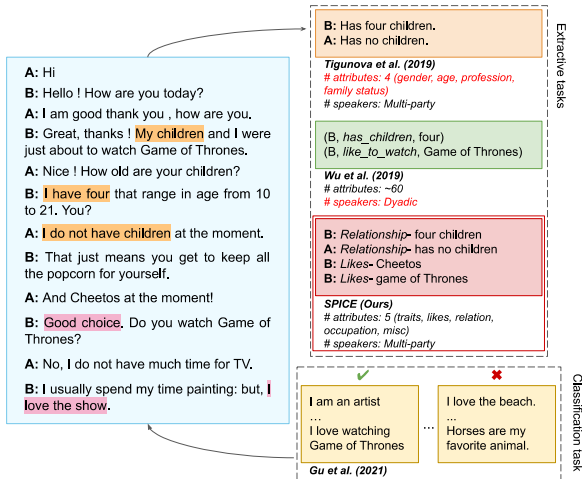 A: Hi
B: Hello ! How are you today?
A: I am good thank you , how are you.
B: Great, thanks ! My children and I were
just about to watch Game of Thrones.
A: Nice ! How old are your children?
B: I have four that range in age from 10
to 21. You?
A: I do not have children at the moment.
B: That just means you get to keep all
the popcorn for yourself.
A: And Cheetos at the moment!
B: Good choice. Do you watch Game of
Thrones?
A: No, I do not have much time for TV.
B: I usually spend my time painting: but, I
love the show.
B: Has four children.
A: Has no children.
Tigunova et al. (2019)
# attributes: 4 (gender, age, profession,
family status)
# speakers: Multi-party
(B, has_children, four)
(B, like_to_watch, Game of Thrones)
Wu et al. (2019)
# attributes: ~60
# speakers: Dyadic
B: Relationship- four children
A: Relationship- has no children
B: Likes- Cheetos
B: Likes- game of Thrones
SPICE (Ours)
# attributes: 5 (traits, likes, relation,
occupation, misc)
# speakers: Multi-party
Extractive tasks
✓
✖
I am an artist
...
I love watching
Game of Thrones
...
I love the beach.
...
Horses are my
favorite animal.
Gu et al. (2021)
Classification task